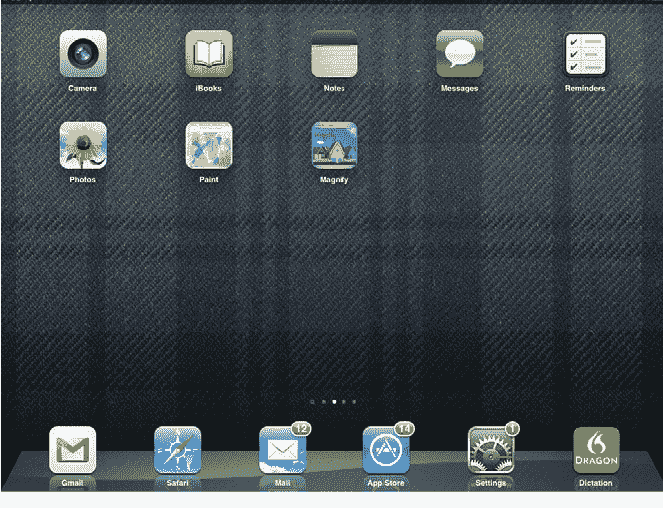 Camera
iBooks
Notes
Messages
Reminders
Photos
Paint
Magnify
12
14
1
DRAGON
Gmail
Safari
Mail
App Store
Settings
Dictation